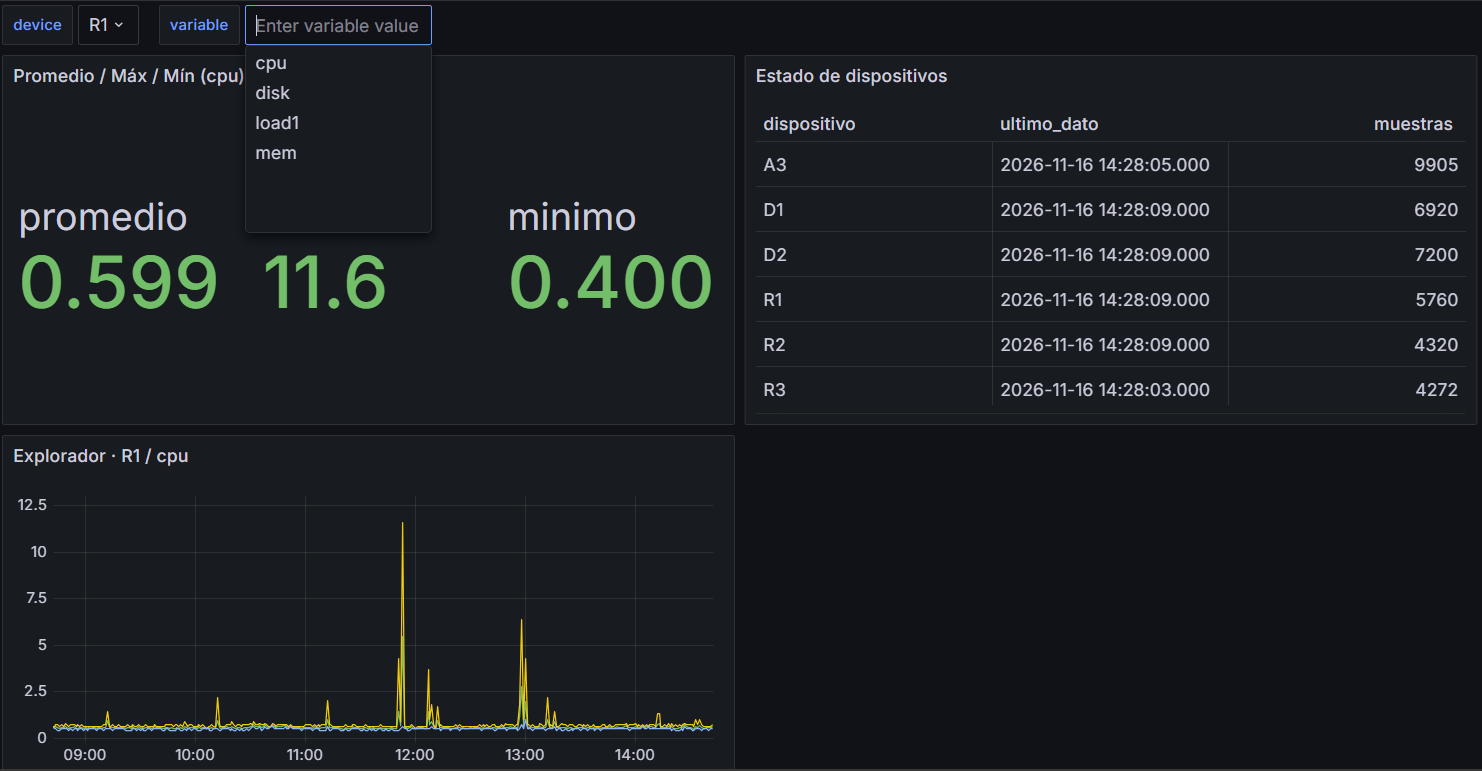 device R1 variable Enter variable value
cpu
disk
load1
mem
Promedio / Máx / Mín (cpu)
promedio
0.599
11.6
minimo
0.400
Estado de dispositivos
dispositivo ultimo_dato muestras
A3 2026-11-16 14:28:05.000 9905
D1 2026-11-16 14:28:09.000 6920
D2 2026-11-16 14:28:09.000 7200
R1 2026-11-16 14:28:09.000 5760
R2 2026-11-16 14:28:09.000 4320
R3 2026-11-16 14:28:03.000 4272
Explorador · R1 / cpu
12.5
10
7.5
5
2.5
0
09:00 10:00 11:00 12:00 13:00 14:00